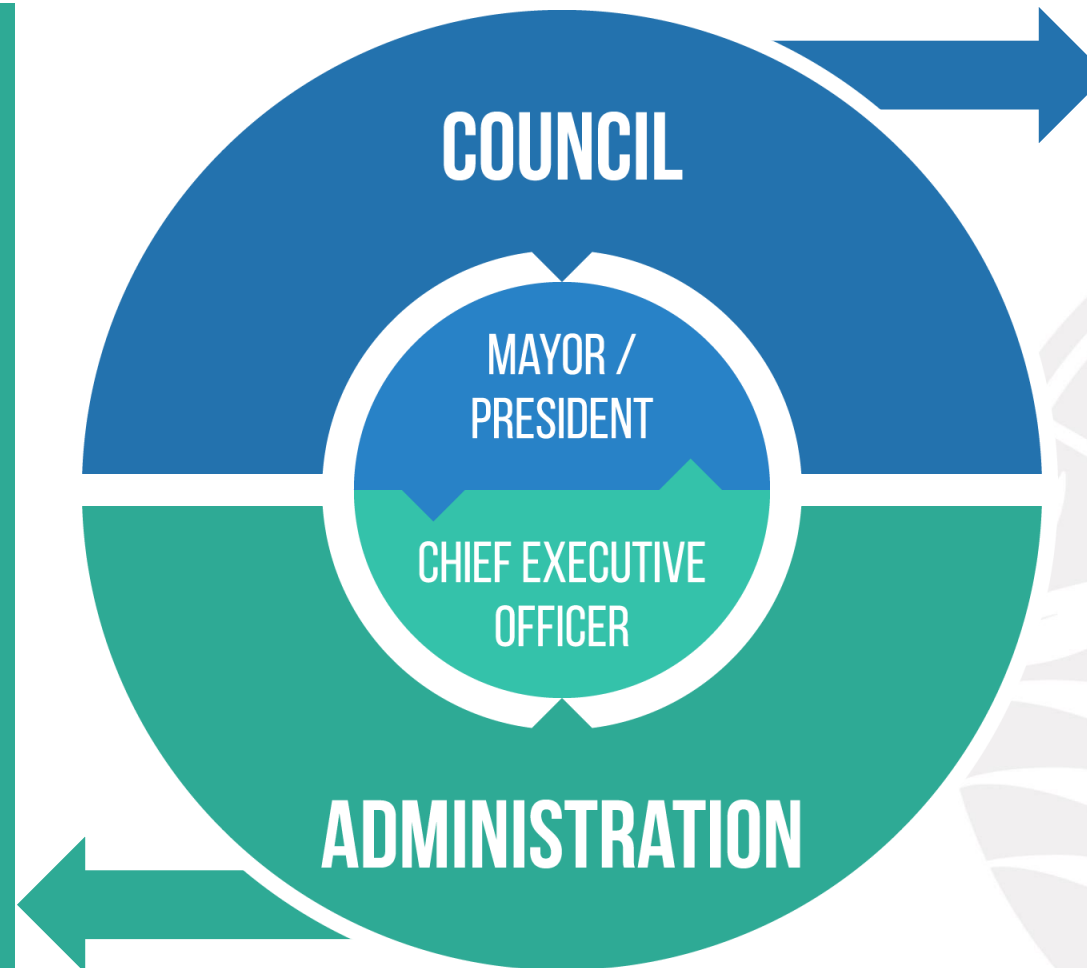 COUNCIL
MAYOR /
PRESIDENT
CHIEF EXECUTIVE
OFFICER
ADMINISTRATION